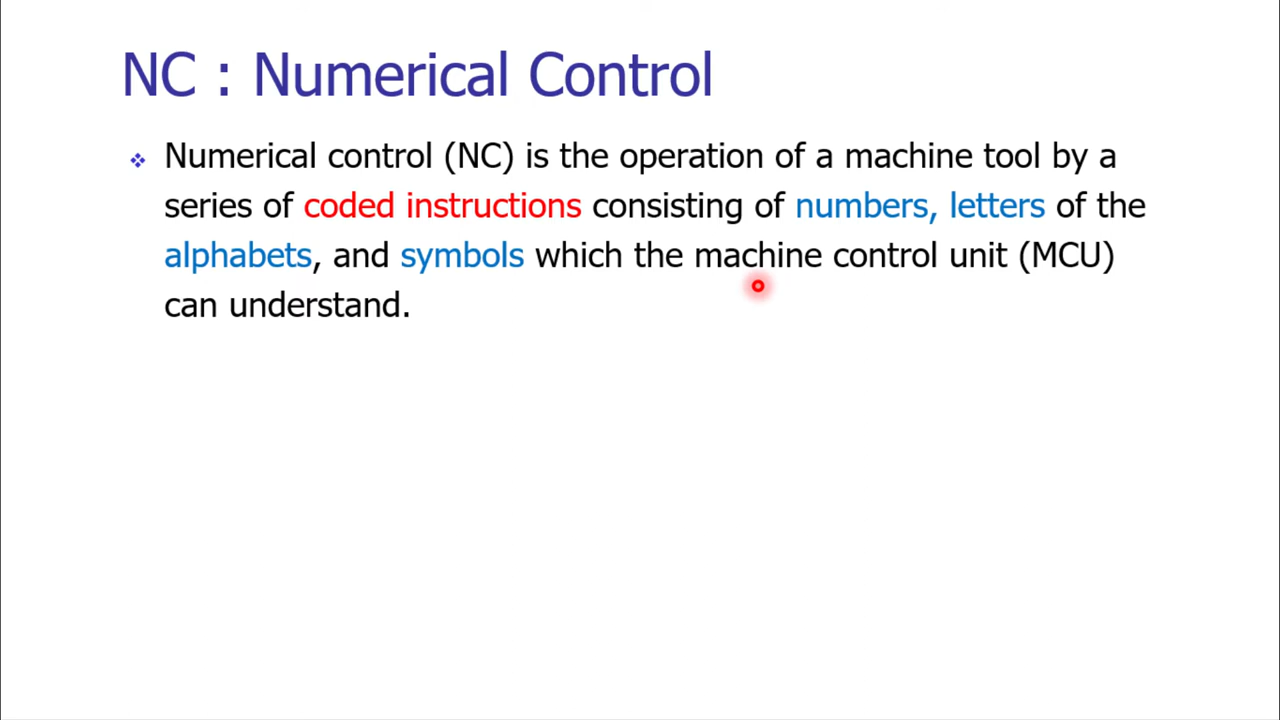 NC : Numerical Control
Numerical control (NC) is the operation of a machine tool by a
series of coded instructions consisting of numbers, letters of the
alphabets, and symbols which the machine control unit (MCU)
can understand.